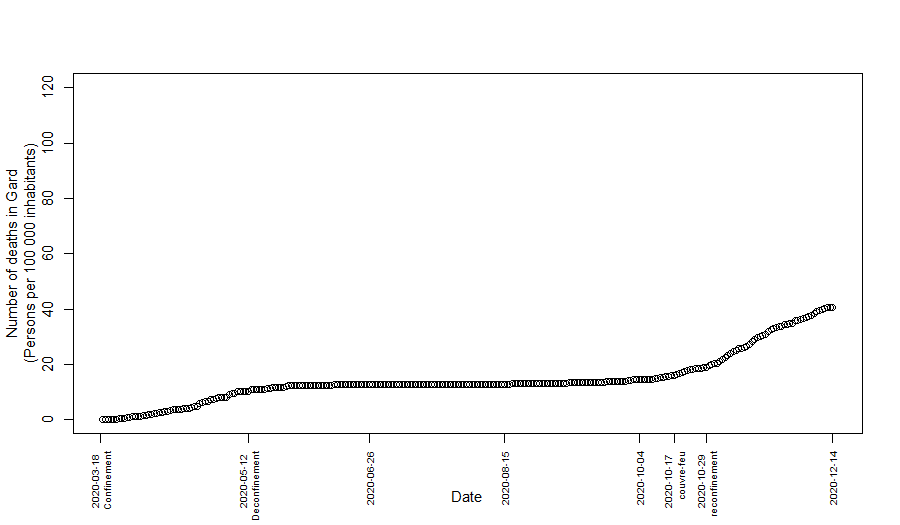 Number of deaths in Gard
(Persons per 100 000 inhabitants)
120
100
80
60
40
20
0
2020-03-18
Confinement
2020-05-12
Deconfinement
2020-06-26
2020-08-15
2020-10-04
2020-10-17
couvre-feu
2020-10-29
reconfinement
2020-12-14
Date